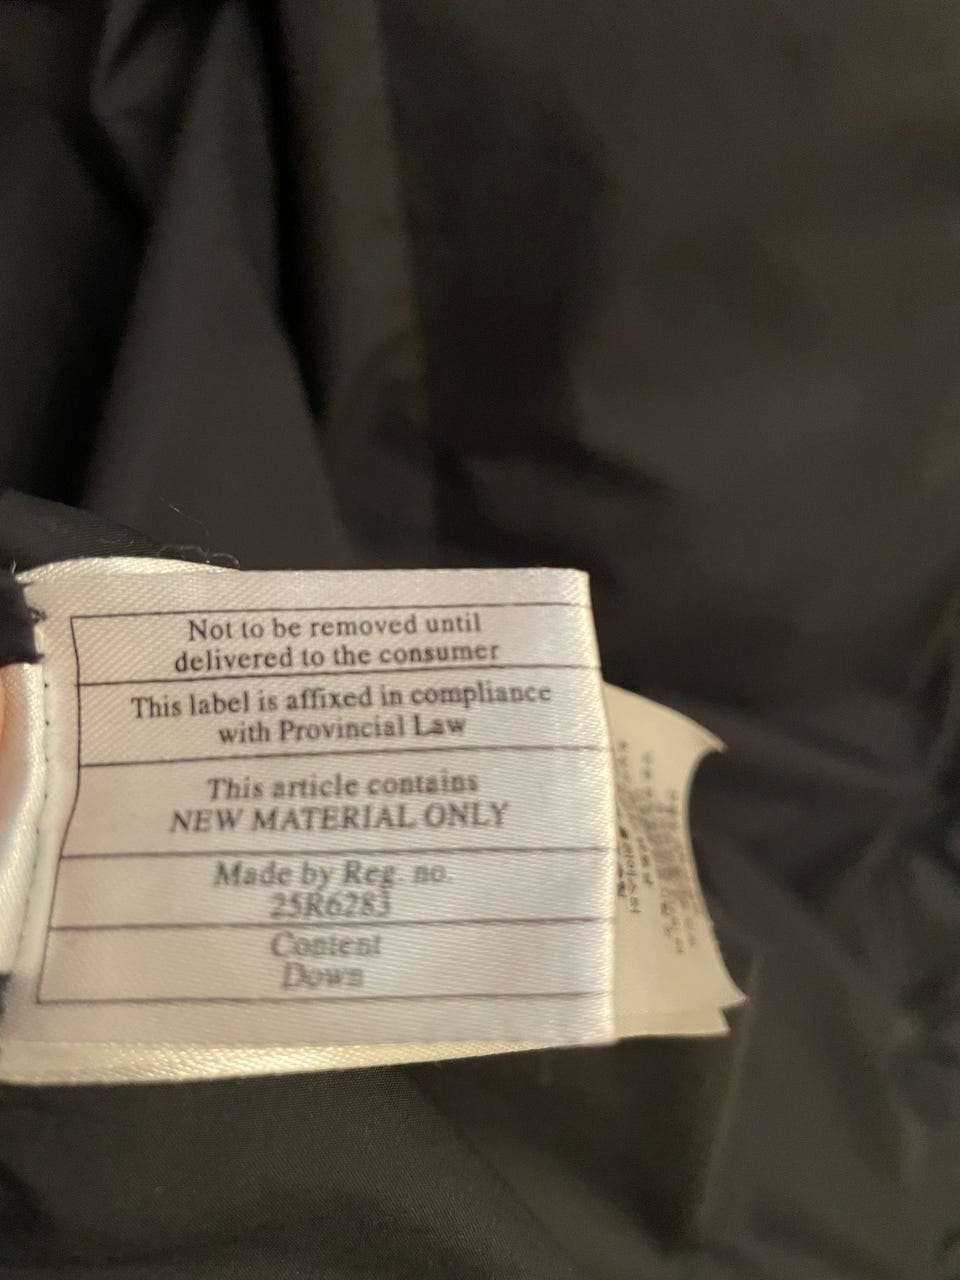 Not to be removed until
delivered to the consumer
This label is affixed in compliance
with Provincial Law
This article contains
NEW MATERIAL ONLY
Made by Reg. no.
25R6283
Content
Down